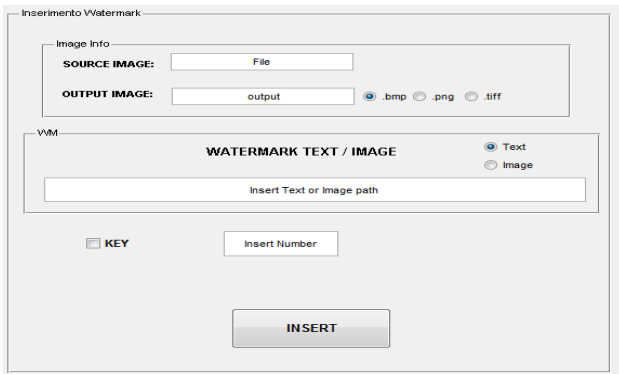 Inserimento Watermark
Image Info
SOURCE IMAGE: File
OUTPUT IMAGE: output .bmp .png .tiff
WM
WATERMARK TEXT / IMAGE
Text
Image
Insert Text or Image path
KEY Insert Number
INSERT